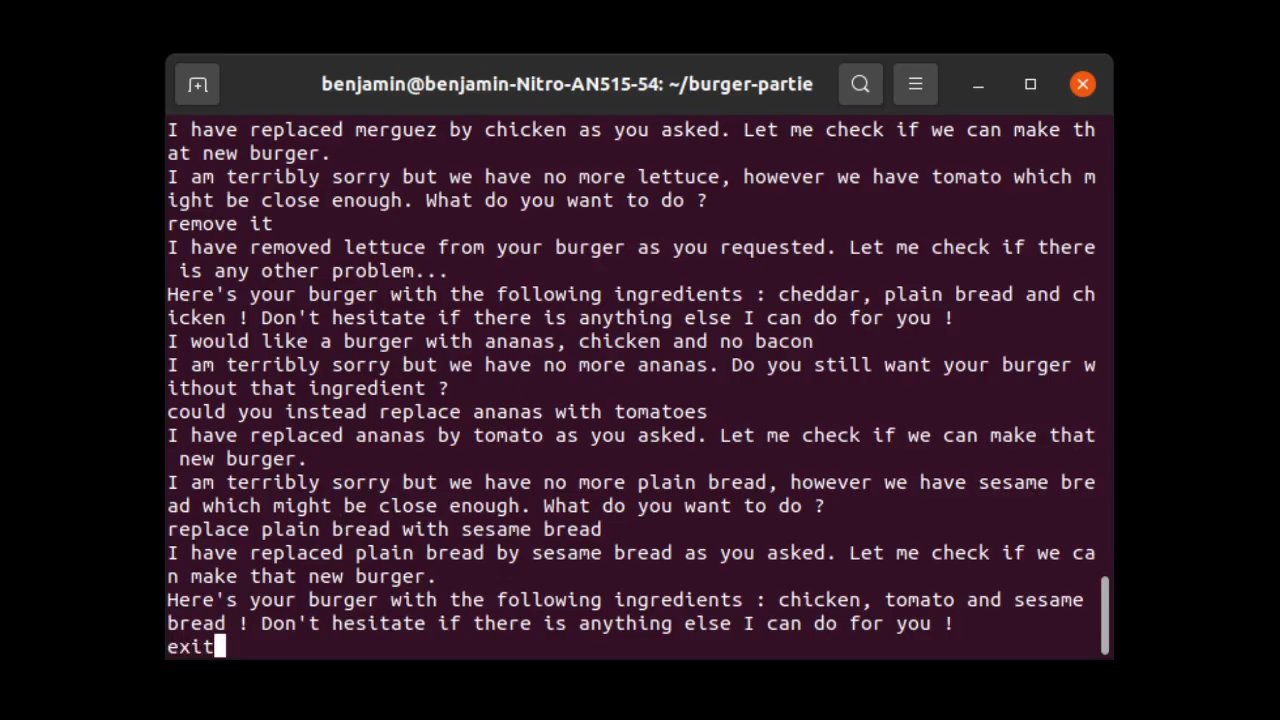 benjamin@benjamin-Nitro-AN515-54: ~/burger-partie
I have replaced merguez by chicken as you asked. Let me check if we can make th
at new burger.
I am terribly sorry but we have no more lettuce, however we have tomato which m
ight be close enough. What do you want to do ?
remove it
I have removed lettuce from your burger as you requested. Let me check if there
 is any other problem...
Here's your burger with the following ingredients : cheddar, plain bread and ch
icken ! Don't hesitate if there is anything else I can do for you !
I would like a burger with ananas, chicken and no bacon
I am terribly sorry but we have no more ananas. Do you still want your burger w
ithout that ingredient ?
could you instead replace ananas with tomatoes
I have replaced ananas by tomato as you asked. Let me check if we can make that
 new burger.
I am terribly sorry but we have no more plain bread, however we have sesame bre
ad which might be close enough. What do you want to do ?
replace plain bread with sesame bread
I have replaced plain bread by sesame bread as you asked. Let me check if we ca
n make that new burger.
Here's your burger with the following ingredients : chicken, tomato and sesame
bread ! Don't hesitate if there is anything else I can do for you !
exit